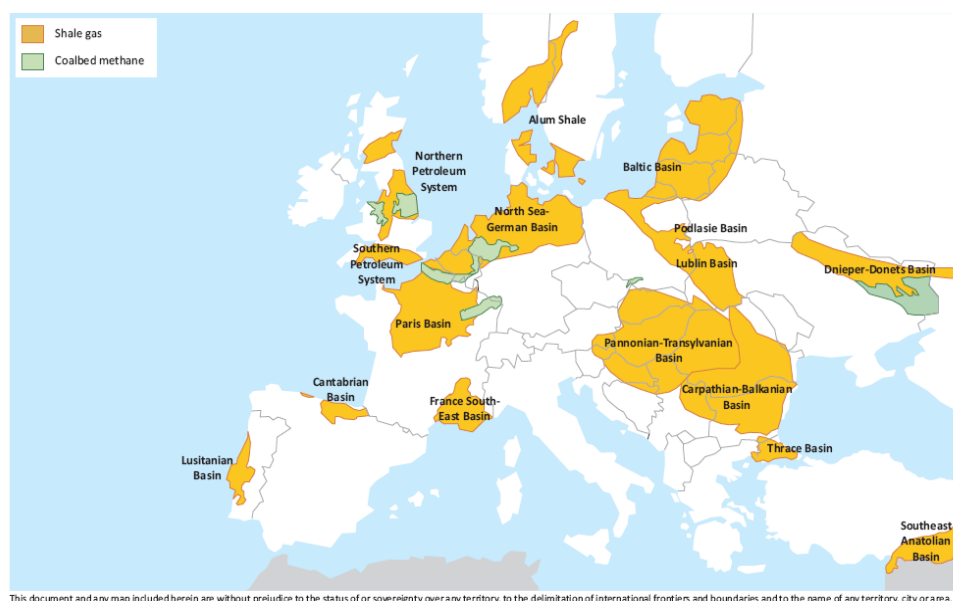 Shale gas
Coalbed methane
Alum Shale
Northern
Petroleum
System
Baltic Basin
North Sea-
German Basin
Podlasie Basin
Southern
Petroleum
System
Lublin Basin
Dnieper-Donets Basin
Paris Basin
Pannonian-Transylvanian
Basin
Cantabrian
Basin
France South-
East Basin
Carpathian-Balkanian
Basin
Thrace Basin
Lusitanian
Basin
Southeast
Anatolian
Basin
This document and any map included herein are without prejudice to the status of or sovereignty over any territory, to the delimitation of international frontiers and boundaries and to the name of any territory, city or area.